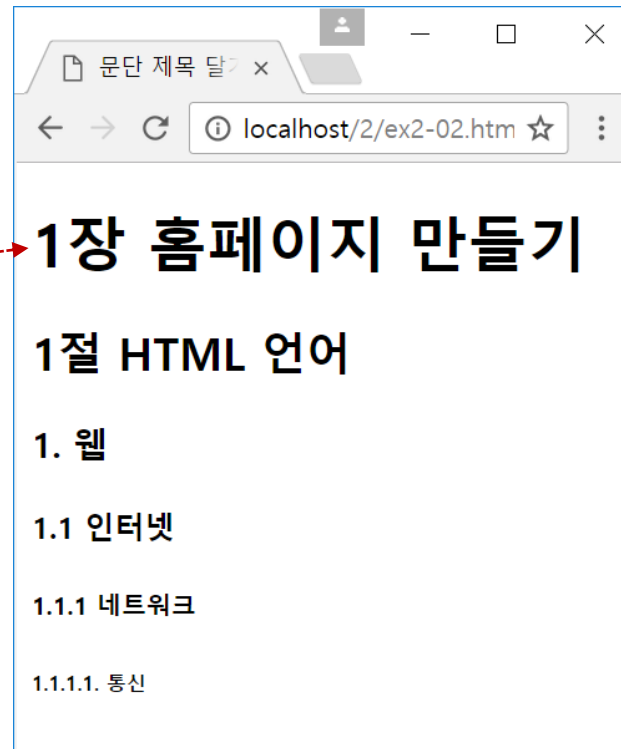 문단 제목 달기
localhost/2/ex2-02.htm
1장 홈페이지 만들기
1절 HTML 언어
1. 웹
1.1 인터넷
1.1.1 네트워크
1.1.1.1. 통신